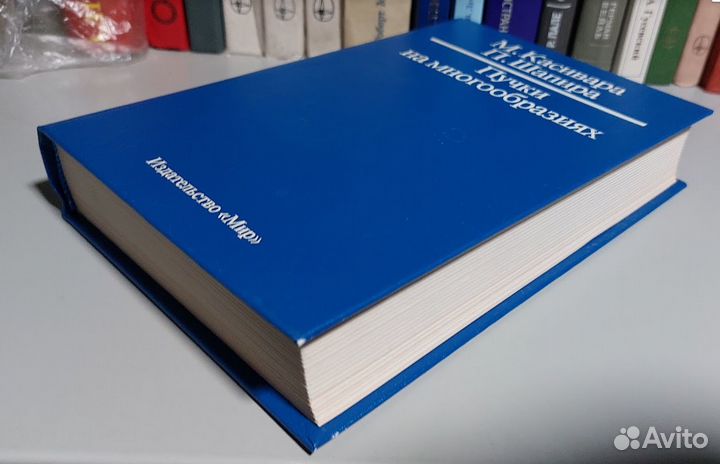 М. Касивара
П. Шапира
Пучки
на многообразиях
Издательство «Мир»
Avito